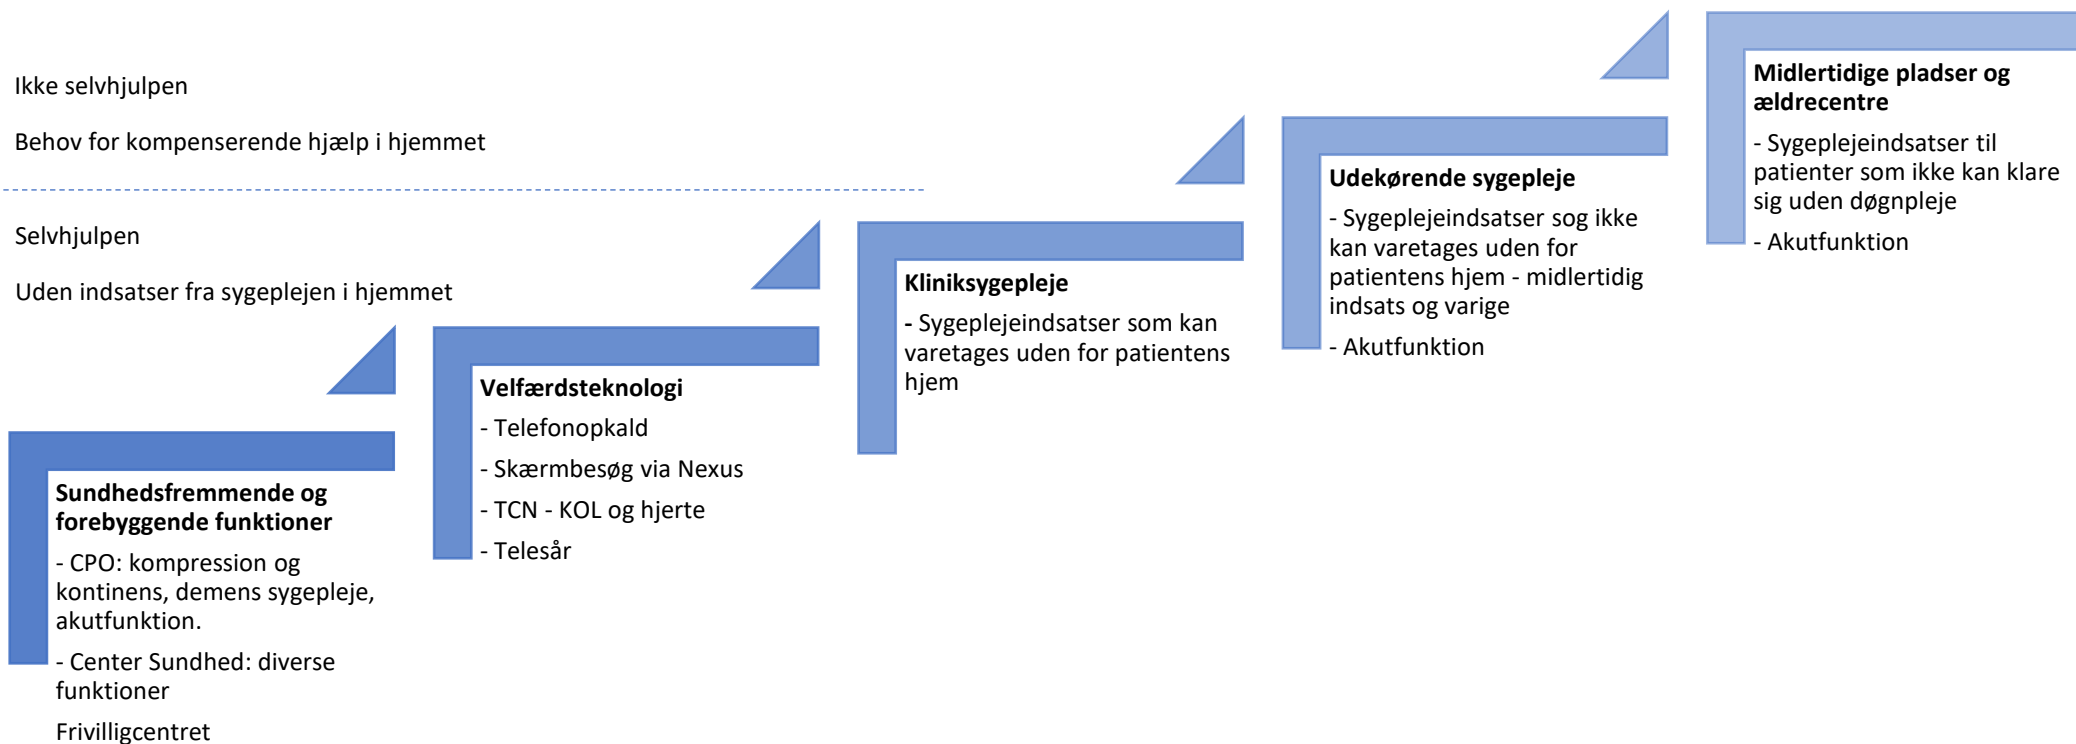 Ikke selvhjulpen
Behov for kompenserende hjælp i hjemmet
Selvhjulpen
Uden indsatser fra sygeplejen i hjemmet
Sundhedsfremmende og
forebyggende funktioner
- CPO: kompression og
kontinens, demens sygepleje,
akutfunktion.
- Center Sundhed: diverse
funktioner
Frivilligcentret
Velfærdsteknologi
- Telefonopkald
- Skærmbesøg via Nexus
- TCN - KOL og hjerte
- Telesår
Kliniksygepleje
- Sygeplejeindsatser som kan
varetages uden for patientens
hjem
Udekørende sygepleje
- Sygeplejeindsatser sog ikke
kan varetages uden for
patientens hjem - midlertidig
indsats og varige
- Akutfunktion
Midlertidige pladser og
ældrecentre
- Sygeplejeindsatser til
patienter som ikke kan klare
sig uden døgnpleje
- Akutfunktion